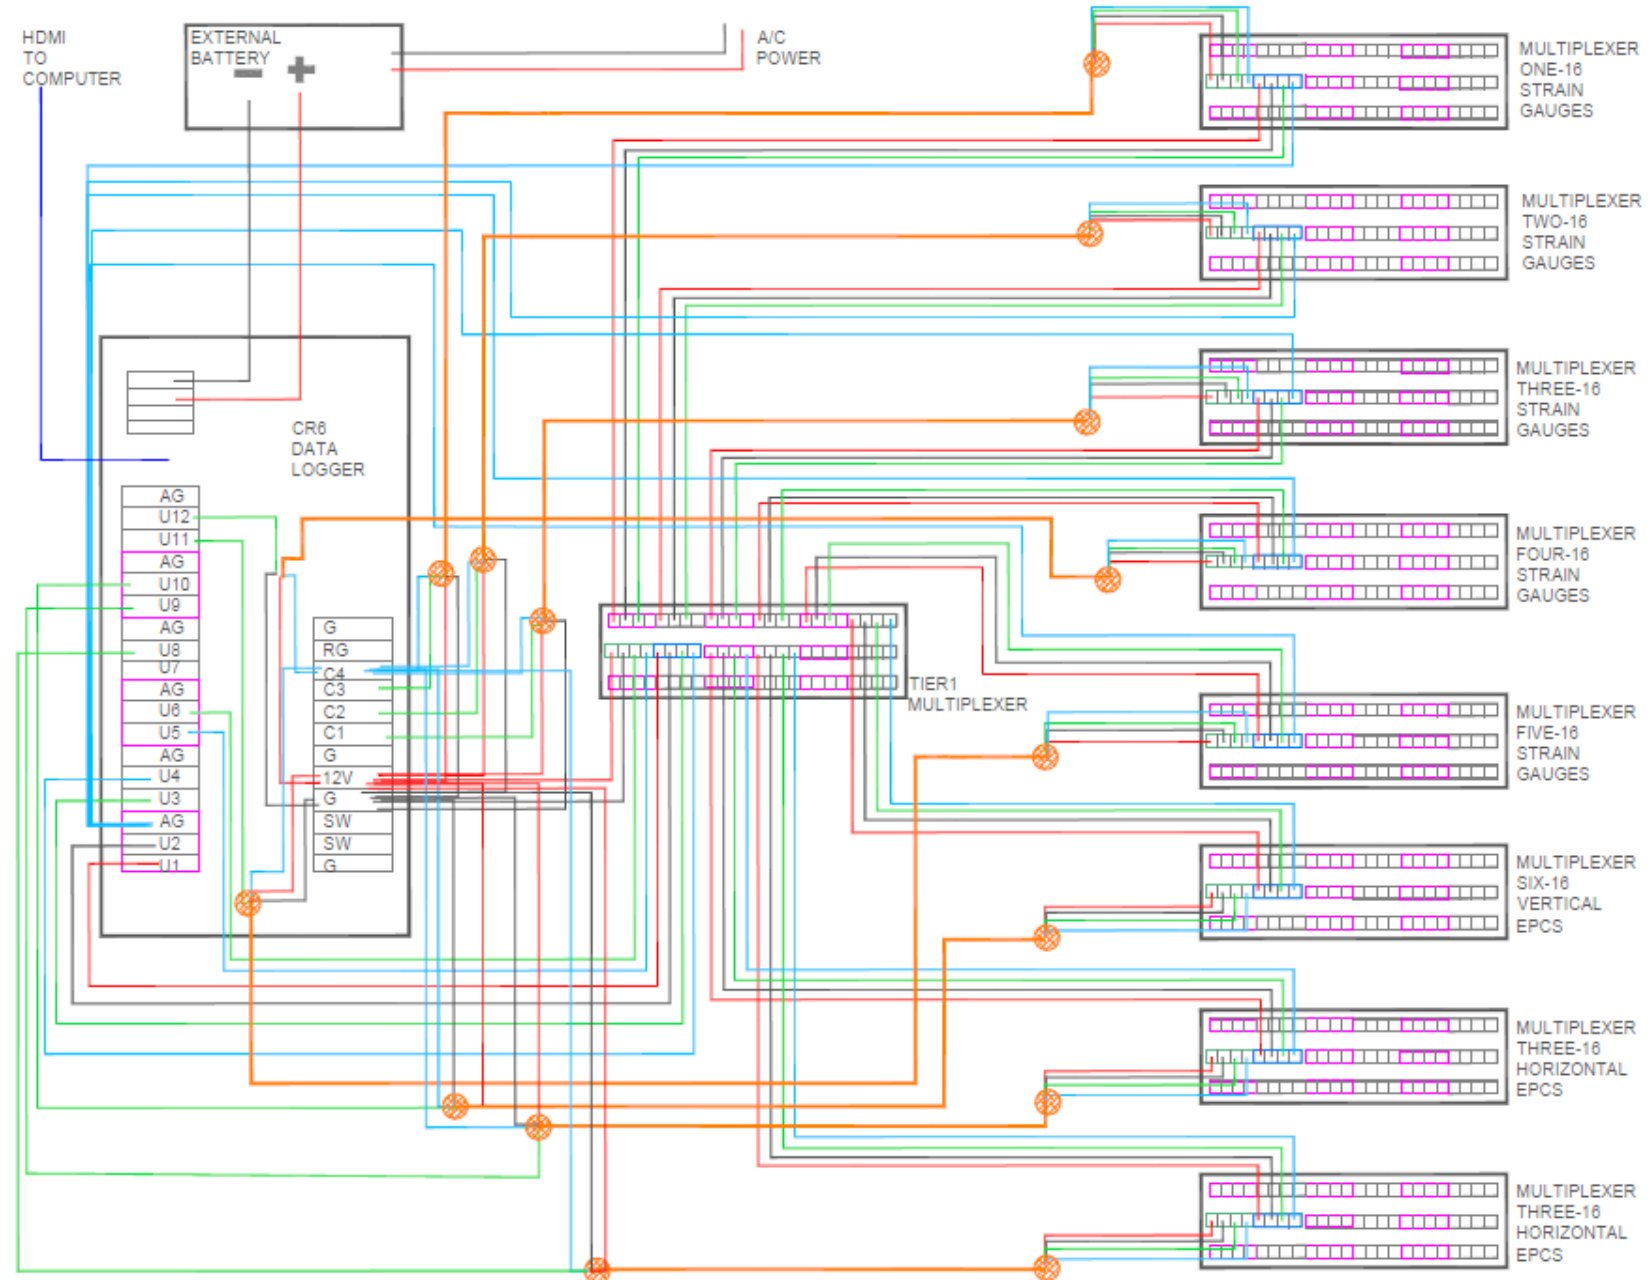 HDMI
TO
COMPUTER
EXTERNAL
BATTERY
A/C
POWER
CR6
DATA
LOGGER
AG
U12
U11
AG
U10
U9
AG
U8
U7
AG
U6
U5
AG
U4
U3
AG
U2
U1
G
RG
C4
C3
C2
C1
G
12V
G
SW
SW
G
TIER1
MULTIPLEXER
MULTIPLEXER
ONE-16
STRAIN
GAUGES
MULTIPLEXER
TWO-16
STRAIN
GAUGES
MULTIPLEXER
THREE-16
STRAIN
GAUGES
MULTIPLEXER
FOUR-16
STRAIN
GAUGES
MULTIPLEXER
FIVE-16
STRAIN
GAUGES
MULTIPLEXER
SIX-16
VERTICAL
EPCS
MULTIPLEXER
THREE-16
HORIZONTAL
EPCS
MULTIPLEXER
THREE-16
HORIZONTAL
EPCS